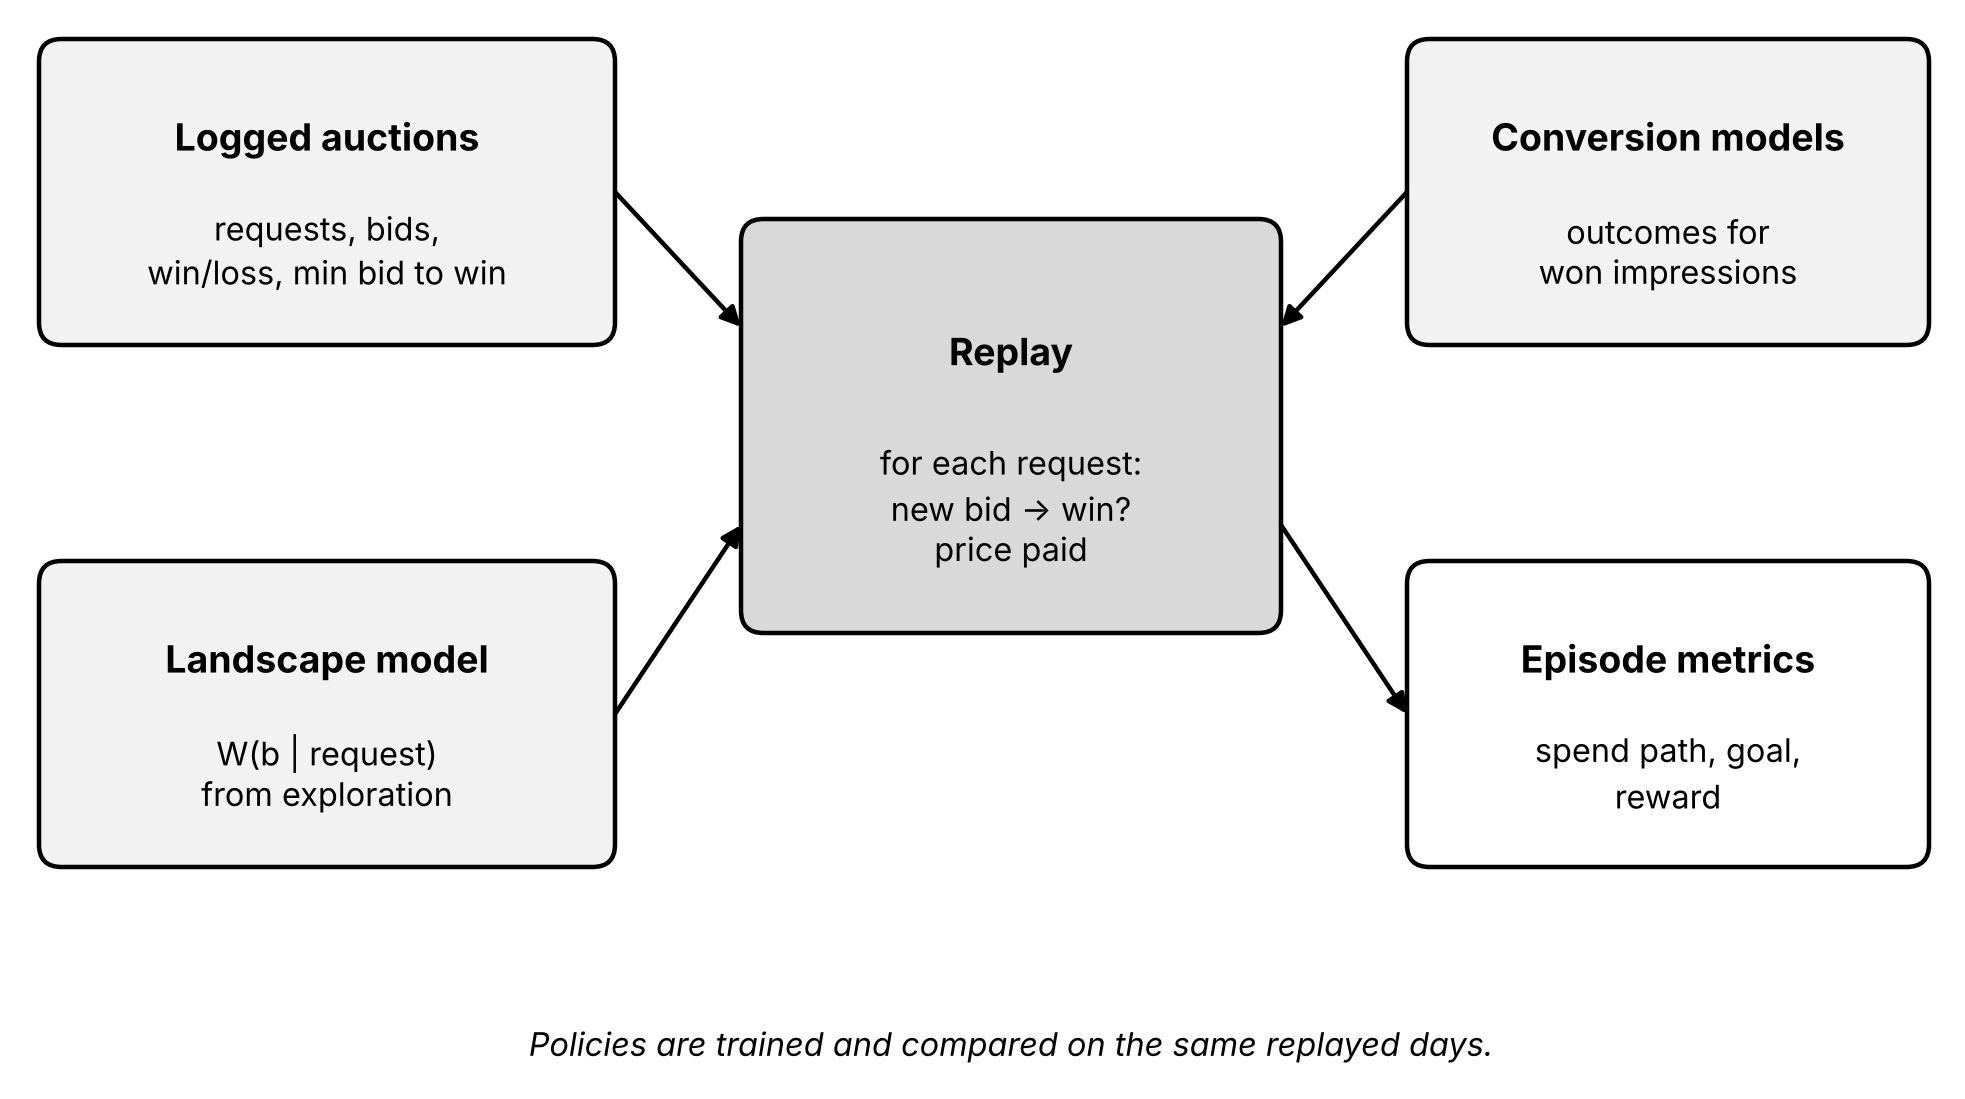 Logged auctions
requests, bids,
win/loss, min bid to win
Conversion models
outcomes for
won impressions
Replay
for each request:
new bid → win?
price paid
Landscape model
W(b | request)
from exploration
Episode metrics
spend path, goal,
reward
Policies are trained and compared on the same replayed days.